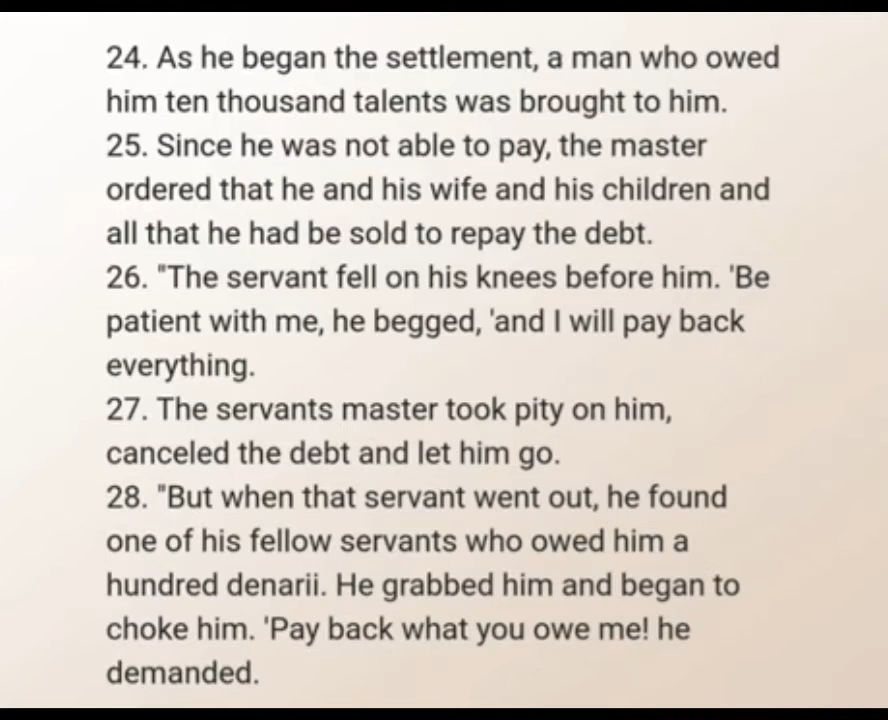 24. As he began the settlement, a man who owed
him ten thousand talents was brought to him.
25. Since he was not able to pay, the master
ordered that he and his wife and his children and
all that he had be sold to repay the debt.
26. "The servant fell on his knees before him. 'Be
patient with me, he begged, 'and I will pay back
everything.
27. The servants master took pity on him,
canceled the debt and let him go.
28. "But when that servant went out, he found
one of his fellow servants who owed him a
hundred denarii. He grabbed him and began to
choke him. 'Pay back what you owe me! he
demanded.